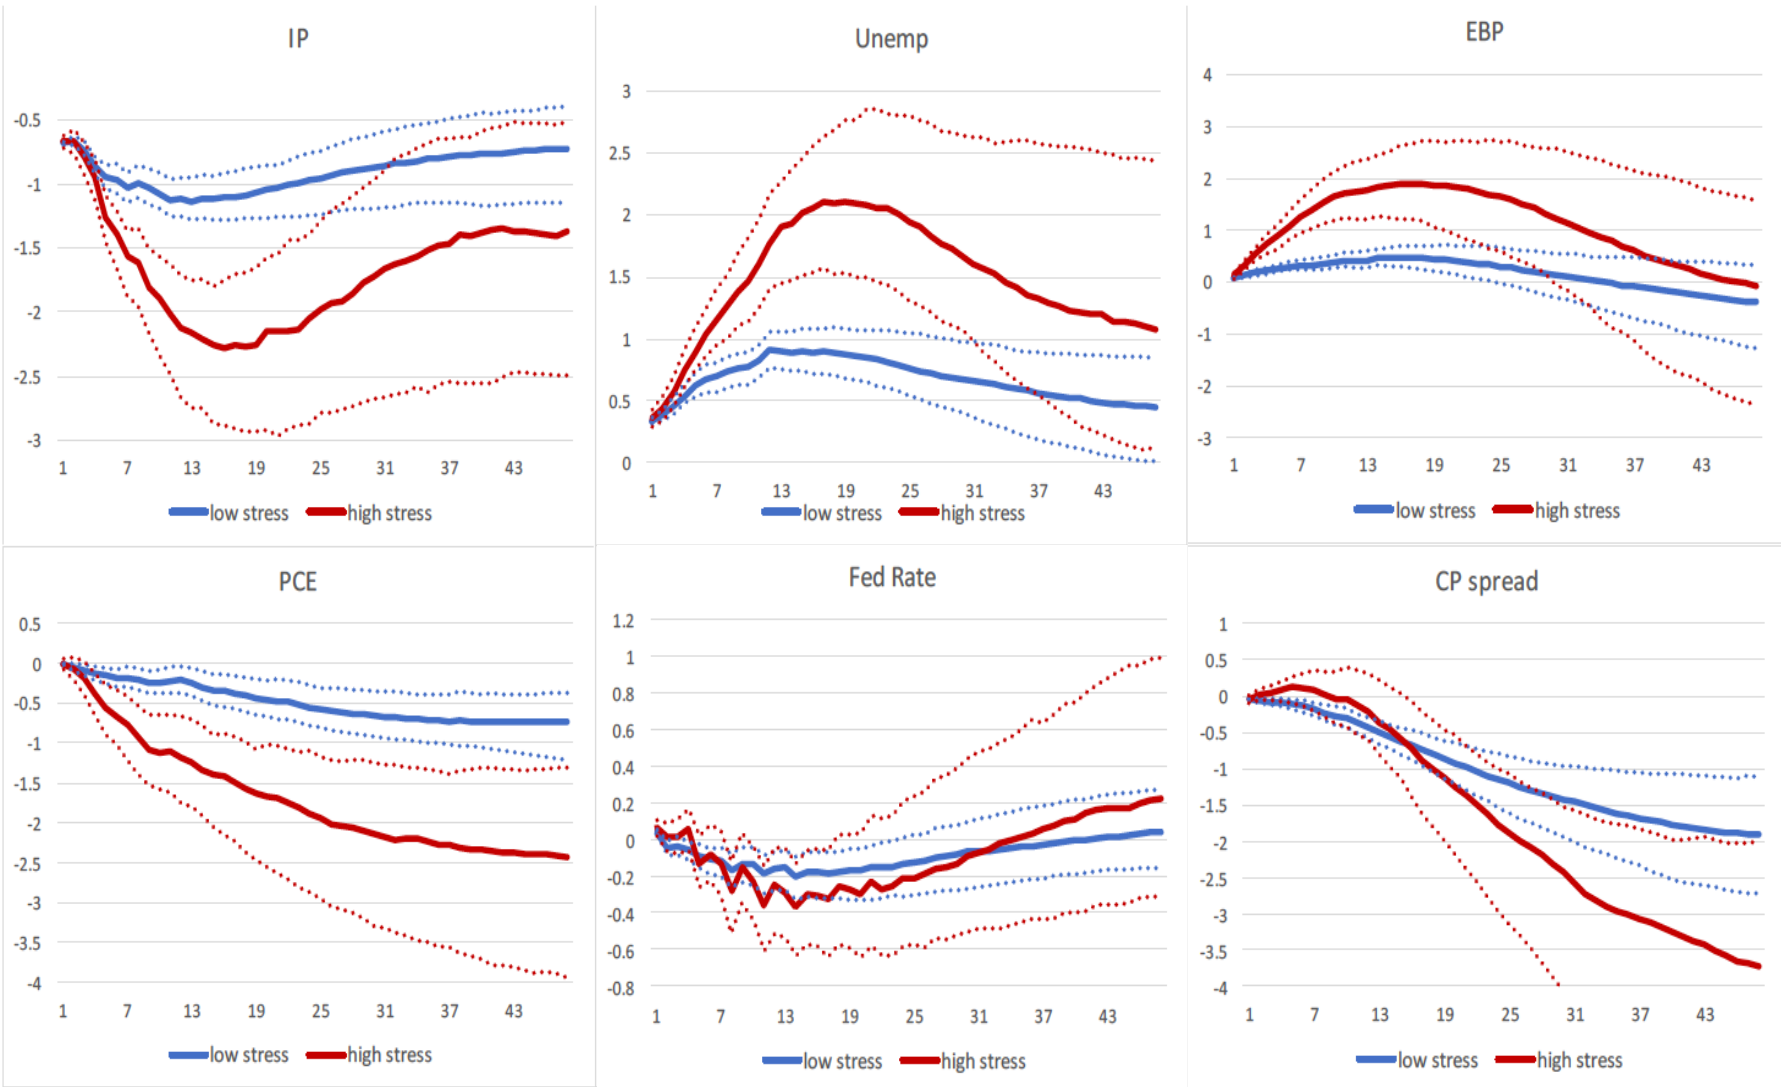 IP
-0.5
-1
-1.5
-2
-2.5
-3
1 7 13 19 25 31 37 43
low stress high stress
Unemp
3
2.5
2
1.5
1
0.5
0
1 7 13 19 25 31 37 43
low stress high stress
EBP
4
3
2
1
0
-1
-2
-3
1 7 13 19 25 31 37 43
low stress high stress
PCE
0.5
0
-0.5
-1
-1.5
-2
-2.5
-3
-3.5
-4
1 7 13 19 25 31 37 43
low stress high stress
Fed Rate
1.2
1
0.8
0.6
0.4
0.2
0
-0.2
-0.4
-0.6
-0.8
1 7 13 19 25 31 37 43
low stress high stress
CP spread
1
0.5
0
-0.5
-1
-1.5
-2
-2.5
-3
-3.5
-4
1 7 13 19 25 31 37 43
low stress high stress